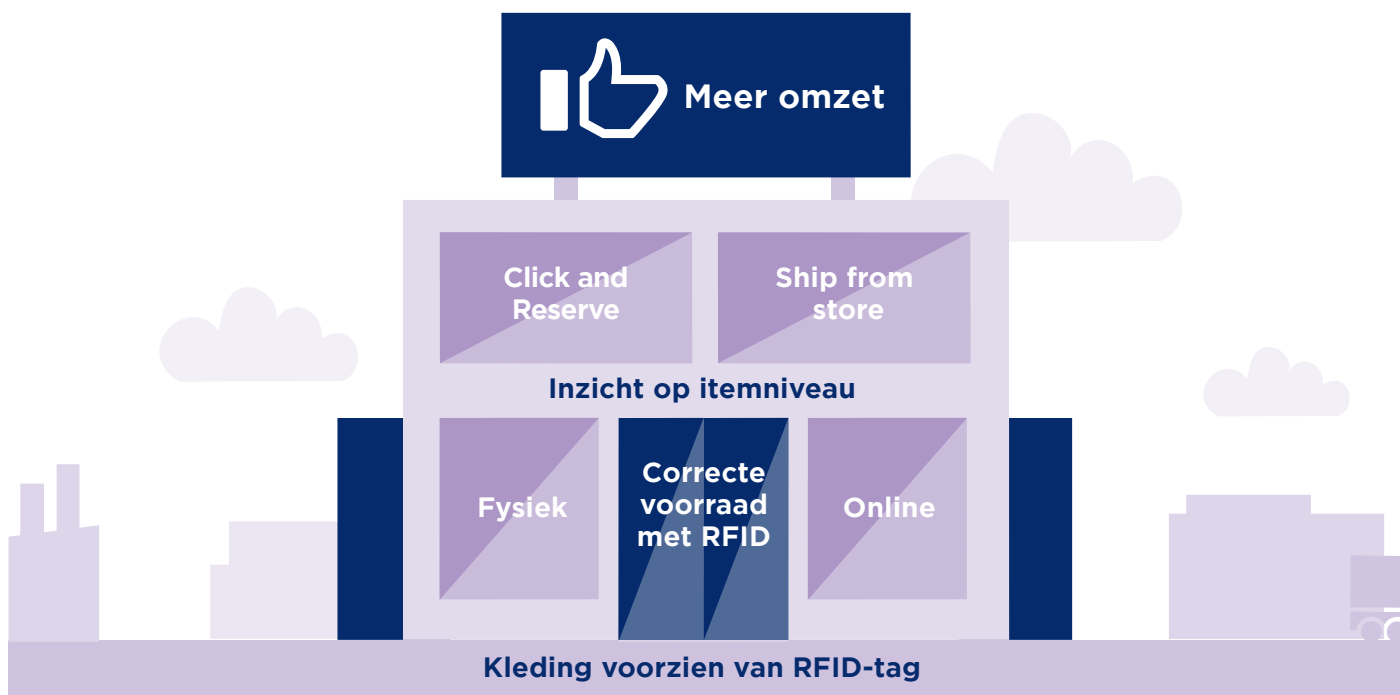 Meer omzet
Click and
Reserve
Ship from
store
Inzicht op itemniveau
Fysiek
Correcte
voorraad
met RFID
Online
Kleding voorzien van RFID-tag